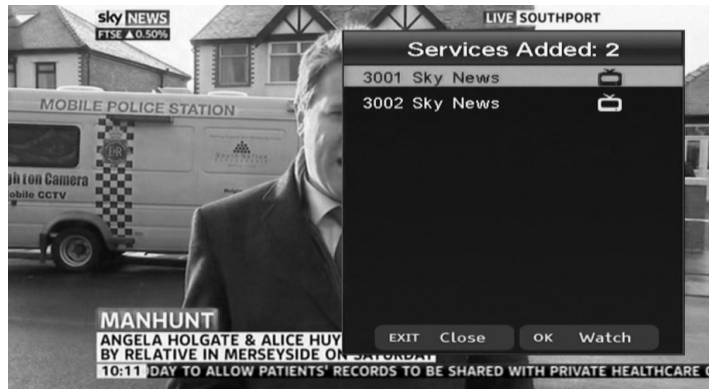 sky NEWS
FTSE ▲ 0.50%
LIVE SOUTHPORT
Services Added: 2
3001 Sky News
3002 Sky News
MOBILE POLICE STATION
Camera
CCTV
MANHUNT
ANGELA HOLGATE & ALICE HUY
BY RELATIVE IN MERSEYSIDE ON SATURDAY
EXIT Close
OK Watch
10:11 DAY TO ALLOW PATIENTS' RECORDS TO BE SHARED WITH PRIVATE HEALTHCARE